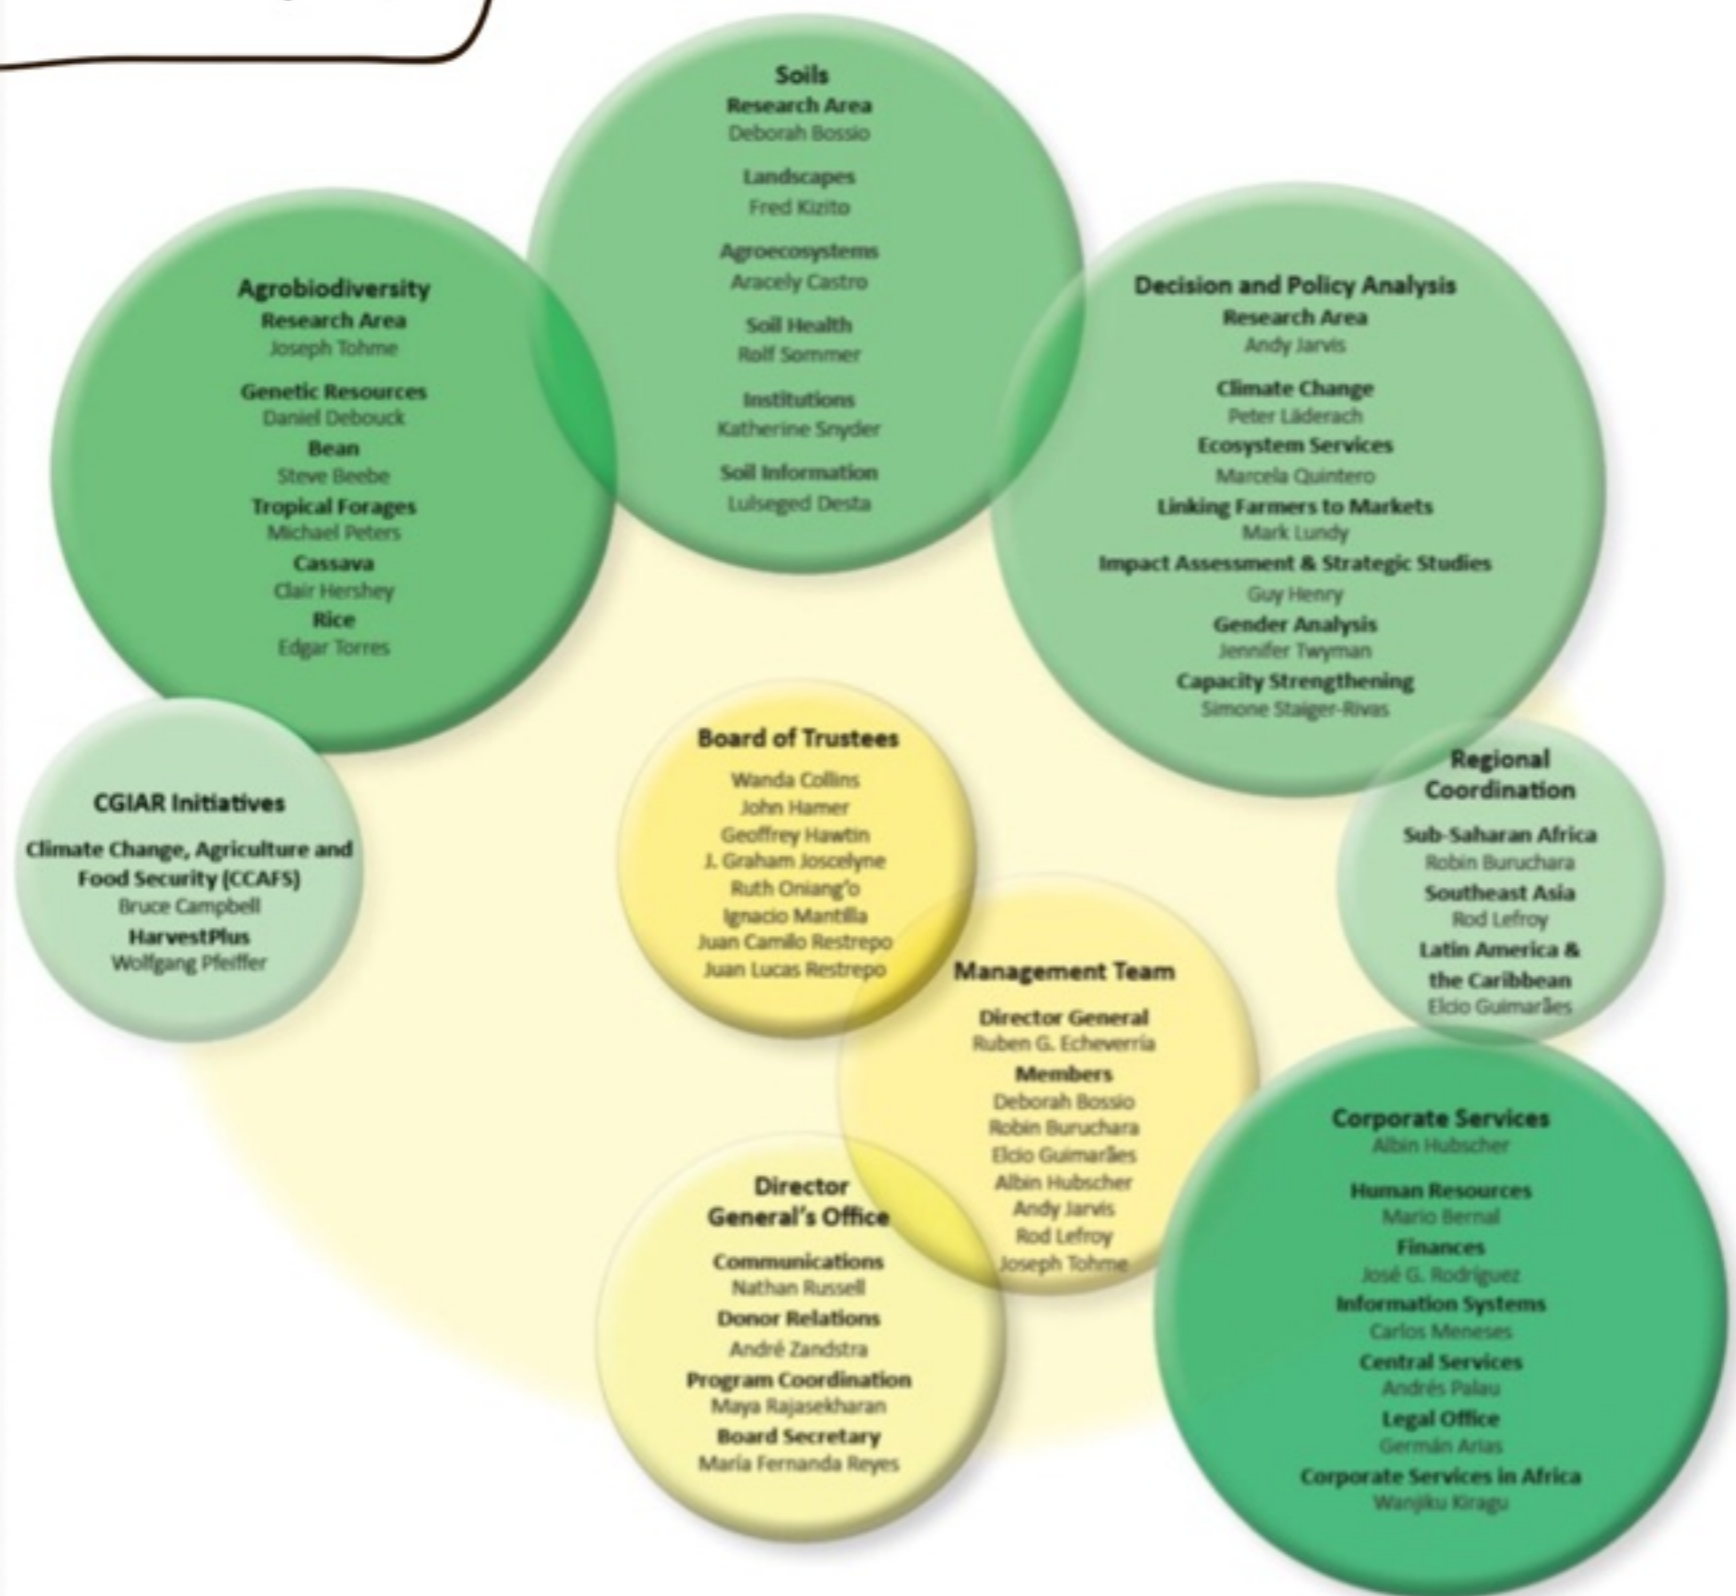 Soils
Research Area
Deborah Bossio
Landscapes
Fred Kizito
Agroecosystems
Aracely Castro
Soil Health
Rolf Sommer
Institutions
Katherine Snyder
Soil Information
Lulseged Desta
Agrobiodiversity
Research Area
Joseph Tohme
Genetic Resources
Daniel Debouck
Bean
Steve Beebe
Tropical Forages
Michael Peters
Cassava
Clair Hershey
Rice
Edgar Torres
Decision and Policy Analysis
Research Area
Andy Jarvis
Climate Change
Peter Läderach
Ecosystem Services
Marcela Quintero
Linking Farmers to Markets
Mark Lundy
Impact Assessment & Strategic Studies
Guy Henry
Gender Analysis
Jennifer Twyman
Capacity Strengthening
Simone Staiger-Rivas
CGIAR Initiatives
Climate Change, Agriculture and
Food Security (CCAFS)
Bruce Campbell
HarvestPlus
Wolfgang Pfeiffer
Board of Trustees
Wanda Collins
John Hamer
Geoffrey Hawtin
J. Graham Joscelyne
Ruth Oniang'o
Ignacio Mantilla
Juan Camilo Restrepo
Juan Lucas Restrepo
Regional
Coordination
Sub-Saharan Africa
Robin Buruchara
Southeast Asia
Rod Lefroy
Latin America &
the Caribbean
Elcio Guimarães
Management Team
Director General
Ruben G. Echeverría
Members
Deborah Bossio
Robin Buruchara
Elcio Guimarães
Albin Hubscher
Andy Jarvis
Rod Lefroy
Joseph Tohme
Director
General's Office
Communications
Nathan Russell
Donor Relations
André Zandstra
Program Coordination
Maya Rajasekharan
Board Secretary
María Fernanda Reyes
Corporate Services
Albin Hubscher
Human Resources
Mario Bernal
Finances
José G. Rodríguez
Information Systems
Carlos Meneses
Central Services
Andrés Palau
Legal Office
Germán Arias
Corporate Services in Africa
Wanjiku Kiragu